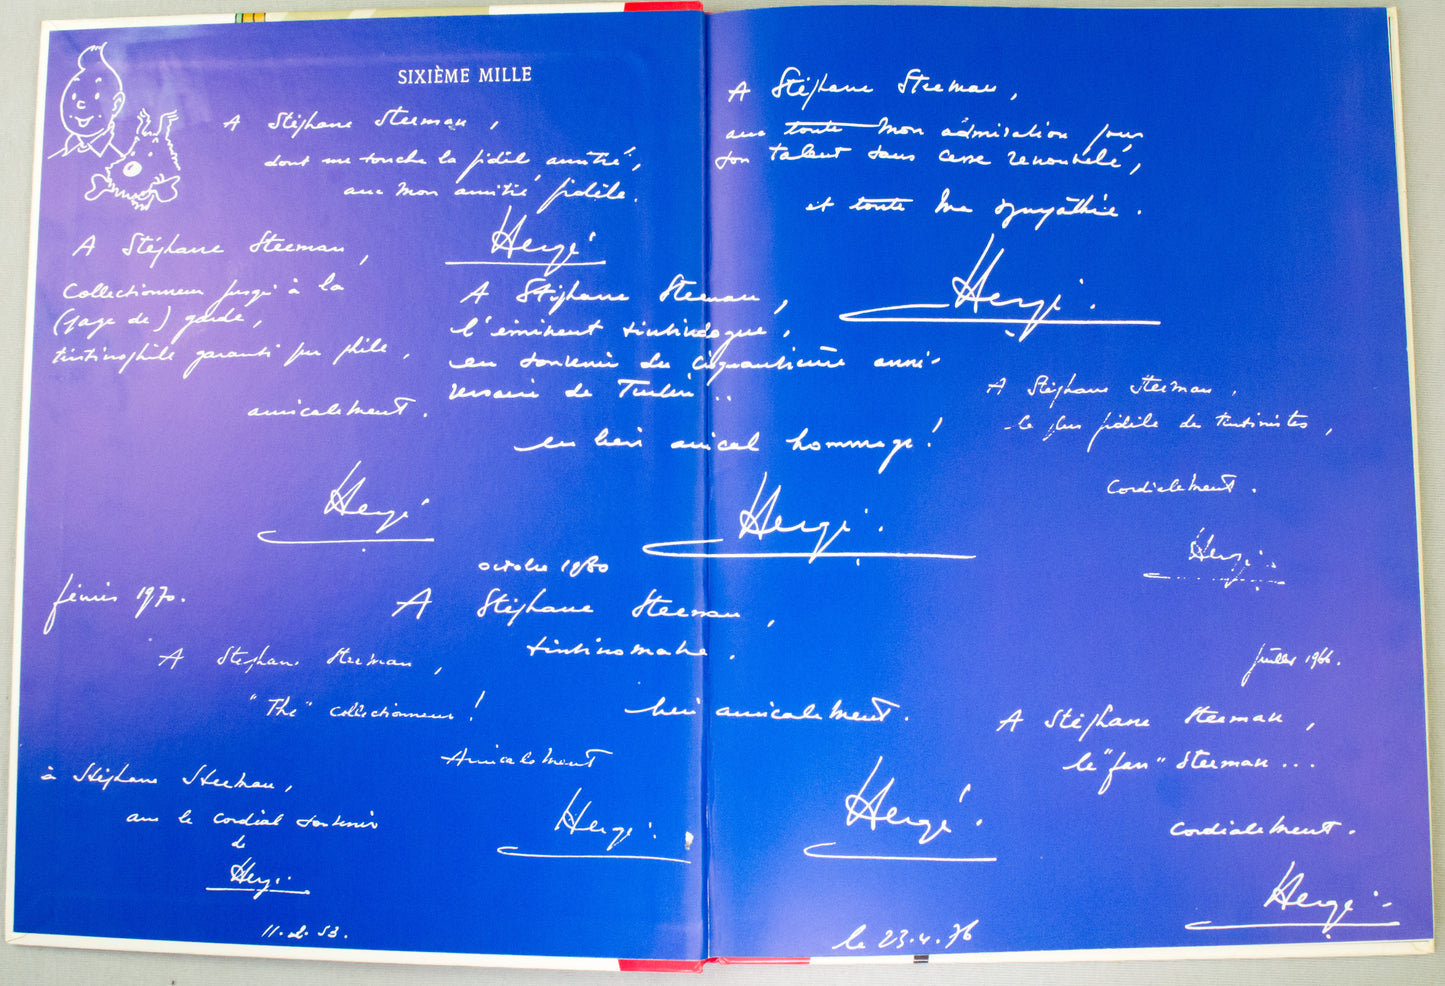 SIXIÈME MILLE
A Stéphane Steeman,
dont me touche la fidèle amitié,
avec mon amitié fidèle.
Hergé
A Stéphane Steeman,
Collectionneur jusqu'à la
(page de) garde,
tintinophile garanti pur phile,
amicalement.
Hergé
février 1970.
A Stéphane Steeman,
l'éminent tintinologue,
en souvenir du cinquantième anni-
versaire de Tintin..
en bien amical hommage!
Hergé.
octobre 1980
A Stéphane Steeman,
"The" collectionneur!
Amicalement
Hergé.
à Stéphane Steeman,
avec le cordial souvenir
de
Hergé.
11.2.53.
A Stéphane Steeman,
tintinomane.
bien amicalement.
Hergé.
le 23.4.76
A Stéphane Steeman,
avec toute mon admiration pour
son talent sans cesse renouvelé,
et toute ma sympathie.
Hergé.
A Stéphane Steeman,
le plus fidèle des tintinistes,
Cordialement.
Hergé.
juillet 1966.
A Stéphane Steeman,
le "fan" Steeman...
Cordialement.
Hergé.